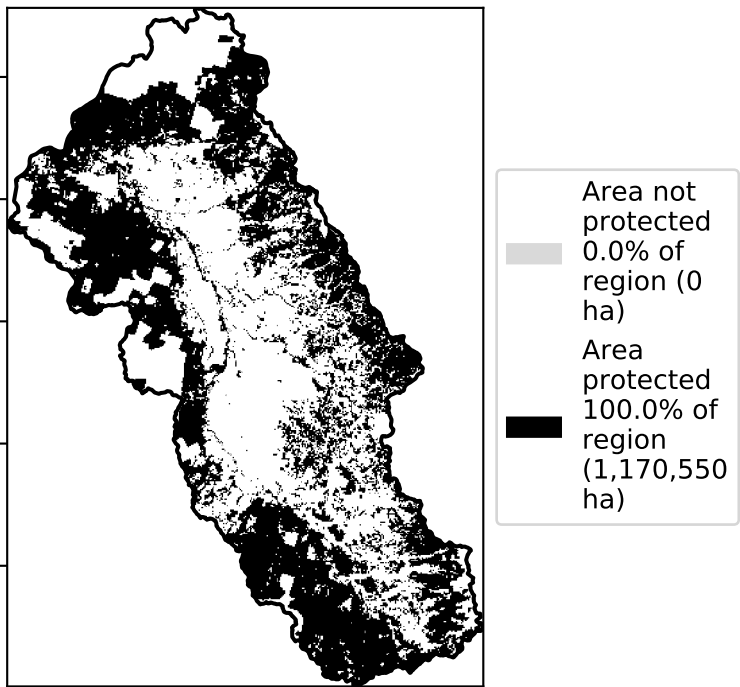 Area not
protected
0.0% of
region (0
ha)
Area
protected
100.0% of
region
(1,170,550
ha)